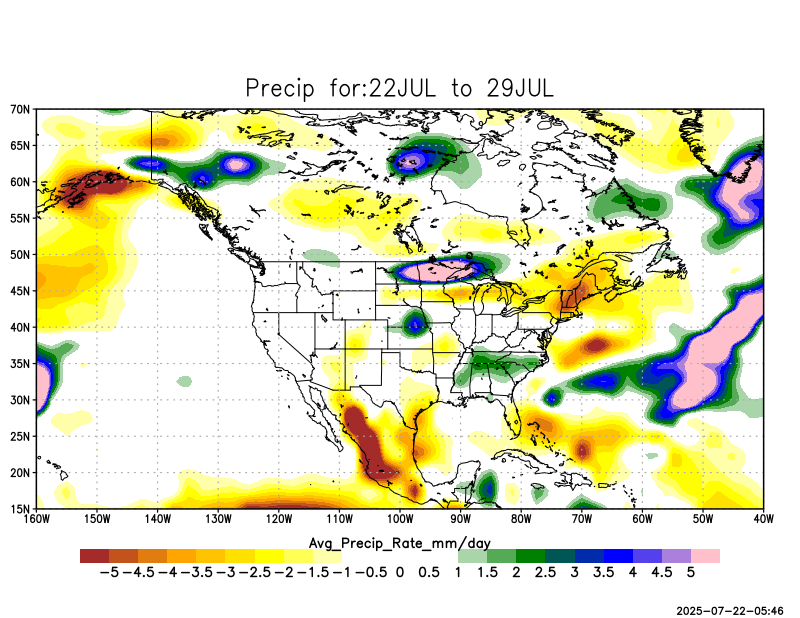 Precip for:22JUL to 29JUL
70N
65N
60N
55N
50N
45N
40N
35N
30N
25N
20N
15N
160W 150W 140W 130W 120W 110W 100W 90W 80W 70W 60W 50W 40W
Avg_Precip_Rate_mm/day
−5 −4.5 −4 −3.5 −3 −2.5 −2 −1.5 −1 −0.5 0 0.5 1 1.5 2 2.5 3 3.5 4 4.5 5
2025-07-22-05:46